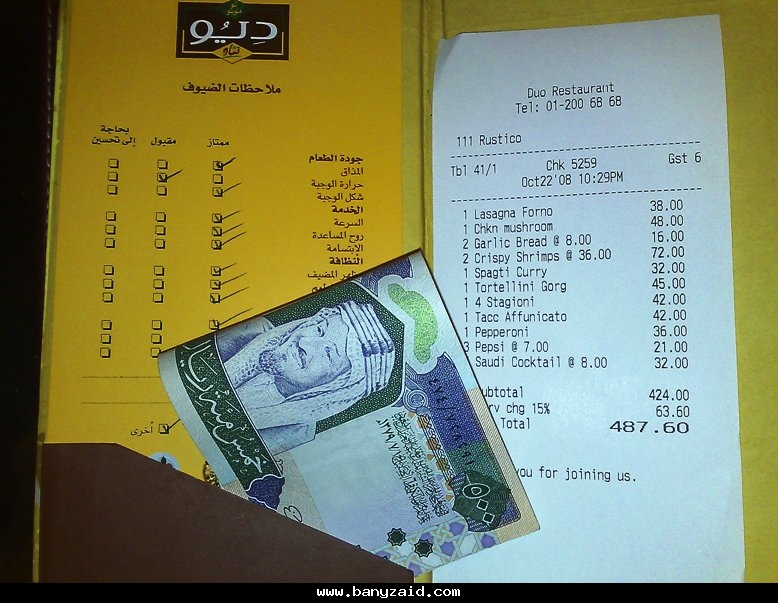 ديو
ملاحظات الضيوف
ممتاز مقبول بحاجة إلى تحسين
جودة الطعام
المذاق
حرارة الوجبة
شكل الوجبة
الخدمة
السرعة
روح المساعدة
الإبتسامة
النظافة
المضيف
أخرى
خمس مئة ريال
٥٠٠
Duo Restaurant
Tel: 01-200 68 68
111 Rustico
Tbl 41/1 Chk 5259 Gst 6
Oct22'08 10:29PM
1 Lasagna Forno 38.00
1 Chkn mushroom 48.00
2 Garlic Bread @ 8.00 16.00
2 Crispy Shrimps @ 36.00 72.00
1 Spagti Curry 32.00
1 Tortellini Gorg 45.00
1 4 Stagioni 42.00
1 Tacc Affunicato 42.00
1 Pepperoni 36.00
3 Pepsi @ 7.00 21.00
Saudi Cocktail @ 8.00 32.00
ubtotal 424.00
rv chg 15% 63.60
Total 487.60
you for joining us.
www.banyzaid.com